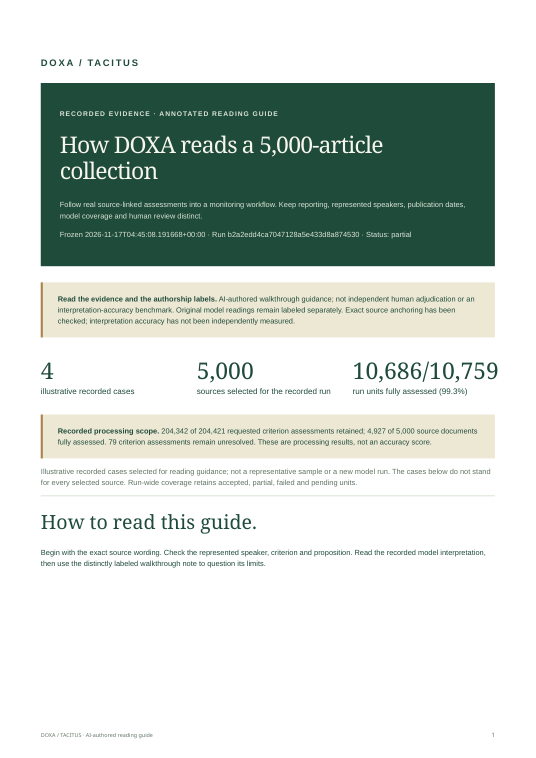 DOXA / TACITUS
RECORDED EVIDENCE · ANNOTATED READING GUIDE
How DOXA reads a 5,000-article
collection
Follow real source-linked assessments into a monitoring workflow. Keep reporting, represented speakers, publication dates,
model coverage and human review distinct.
Frozen 2026-11-17T04:45:08.191668+00:00 · Run b2a2edd4ca7047128a5e433d8a874530 · Status: partial
Read the evidence and the authorship labels. AI-authored walkthrough guidance; not independent human adjudication or an
interpretation-accuracy benchmark. Original model readings remain labeled separately. Exact source anchoring has been
checked; interpretation accuracy has not been independently measured.
4
illustrative recorded cases
5,000
sources selected for the recorded run
10,686/10,759
run units fully assessed (99.3%)
Recorded processing scope. 204,342 of 204,421 requested criterion assessments retained; 4,927 of 5,000 source documents
fully assessed. 79 criterion assessments remain unresolved. These are processing results, not an accuracy score.
Illustrative recorded cases selected for reading guidance; not a representative sample or a new model run. The cases below do not stand
for every selected source. Run-wide coverage retains accepted, partial, failed and pending units.
How to read this guide.
Begin with the exact source wording. Check the represented speaker, criterion and proposition. Read the recorded model interpretation,
then use the distinctly labeled walkthrough note to question its limits.
DOXA / TACITUS · AI-authored reading guide
1